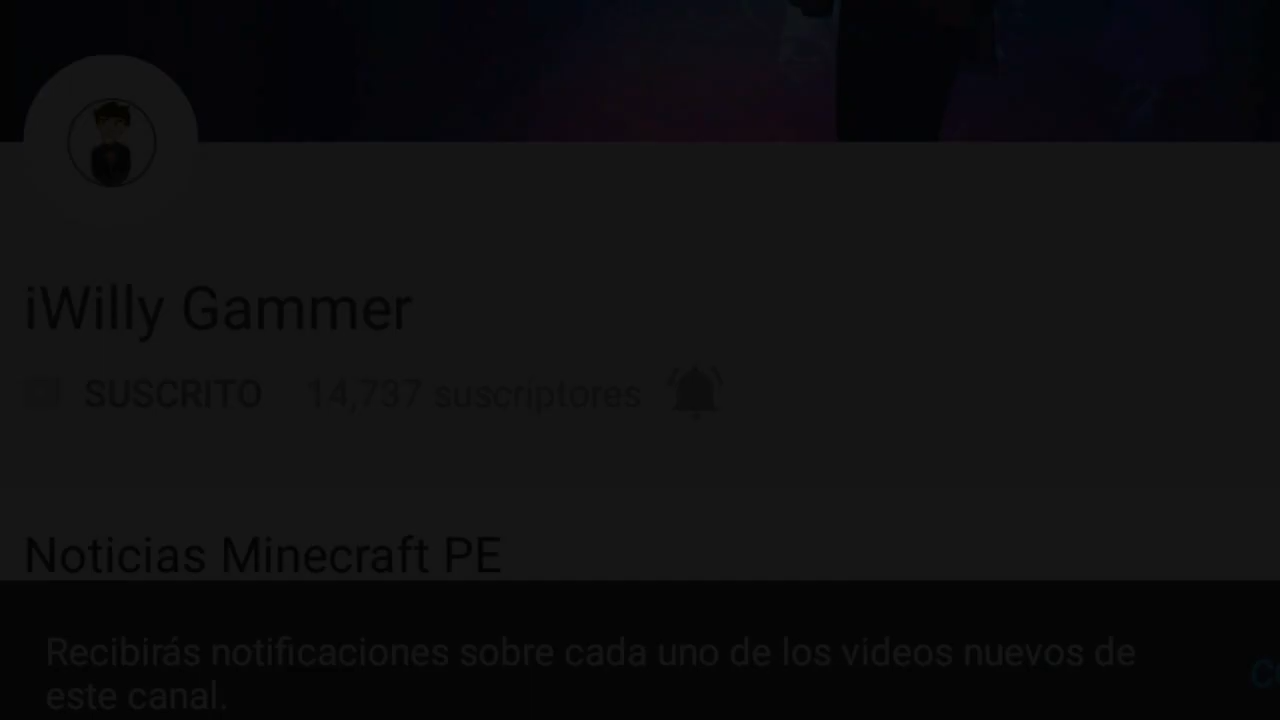 iWilly Gammer
SUSCRITO 14,737 suscriptores
Noticias Minecraft PE
Recibirás notificaciones sobre cada uno de los videos nuevos de
este canal.